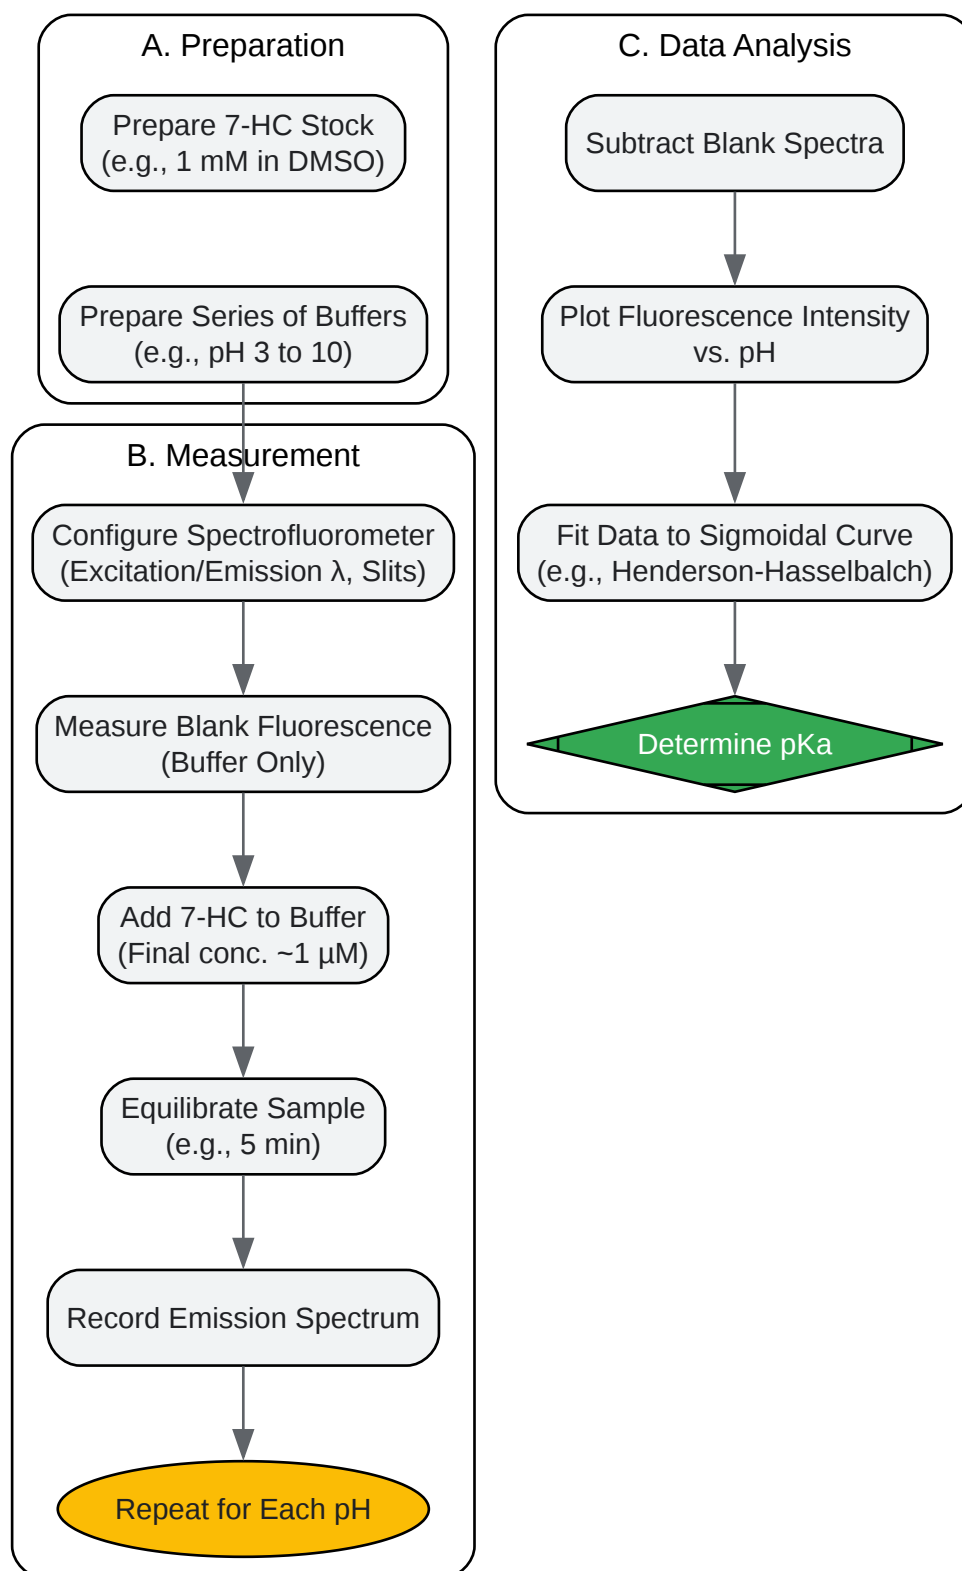 A. Preparation
Prepare 7-HC Stock
(e.g., 1 mM in DMSO)
Prepare Series of Buffers
(e.g., pH 3 to 10)
B. Measurement
Configure Spectrofluorometer
(Excitation/Emission λ, Slits)
Measure Blank Fluorescence
(Buffer Only)
Add 7-HC to Buffer
(Final conc. ~1 µM)
Equilibrate Sample
(e.g., 5 min)
Record Emission Spectrum
Repeat for Each pH
C. Data Analysis
Subtract Blank Spectra
Plot Fluorescence Intensity
vs. pH
Fit Data to Sigmoidal Curve
(e.g., Henderson-Hasselbalch)
Determine pKa